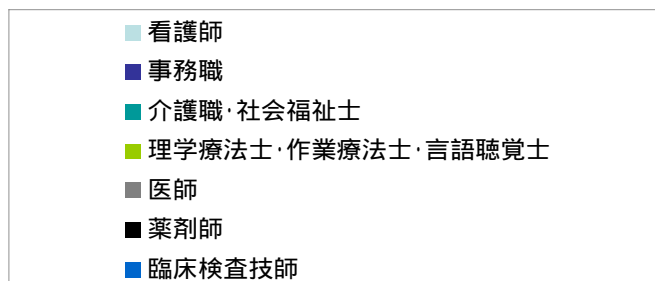 看護師
事務職
介護職･社会福祉士
理学療法士･作業療法士･言語聴覚士
医師
薬剤師
臨床検査技師